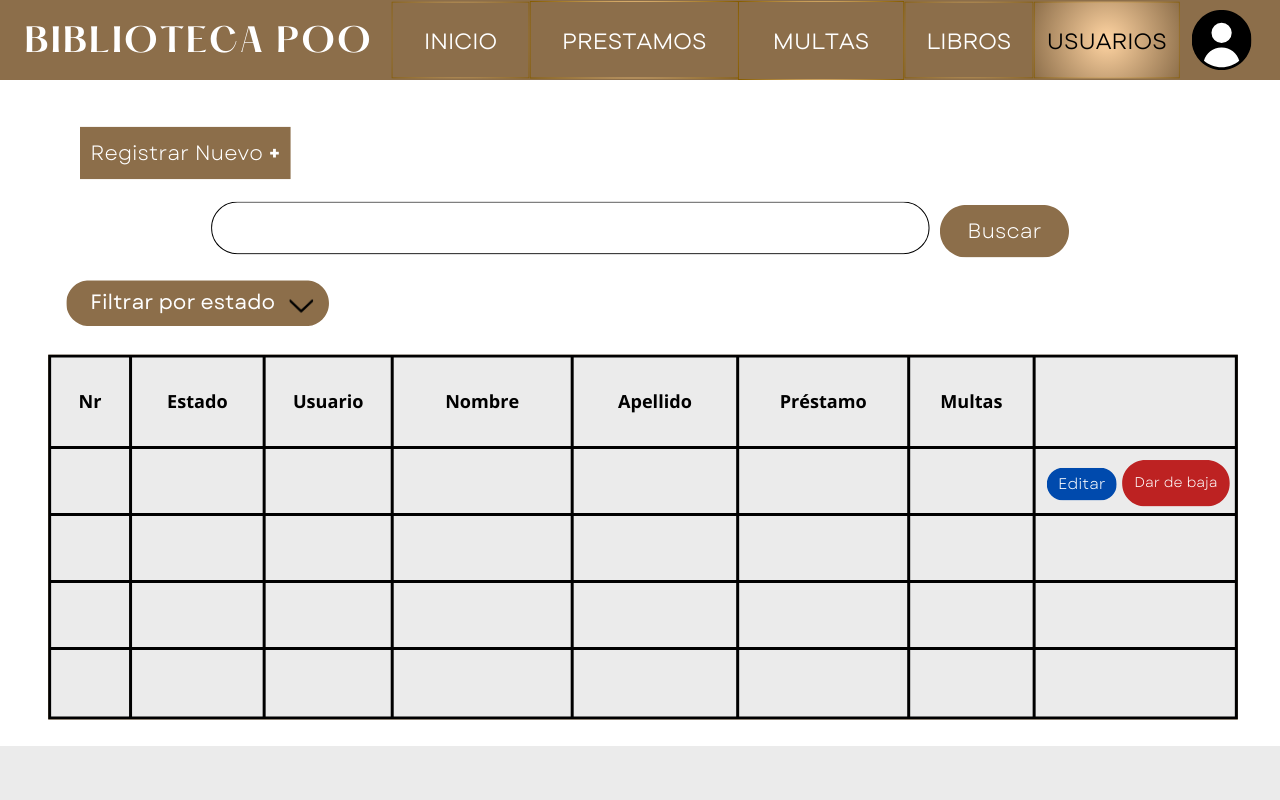 BIBLIOTECA POO
INICIO
PRESTAMOS
MULTAS
LIBROS
USUARIOS
Registrar Nuevo +
Buscar
Filtrar por estado
Nr Estado Usuario Nombre Apellido Préstamo Multas
Editar Dar de baja